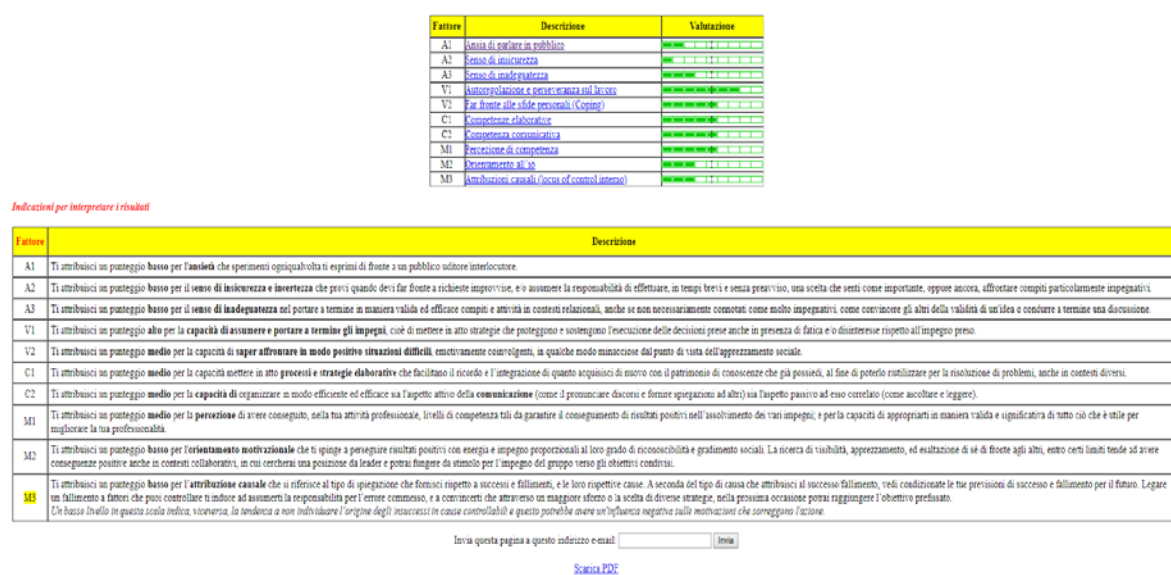 Fattore Descrizione Valutazione
A1 Ansia di parlare in pubblico
A2 Senso di insicurezza
A3 Senso di inadeguatezza
V1 Autoregolazione e perseveranza sul lavoro
V2 Far fronte alle sfide personali (Coping)
C1 Competenze elaborative
C2 Competenza comunicativa
M1 Percezione di competenza
M2 Orientamento all'so
M3 Attribuzioni causali (locus of control interno)
Indicazioni per interpretare i risultati
Fattore Descrizione
A1 Ti attribuisci un punteggio basso per l'ansietà che sperimenti ogniqualvolta ti esprimi di fronte a un pubblico uditore/interlocutore.
A2 Ti attribuisci un punteggio basso per il senso di insicurezza e incertezza che provi quando devi far fronte a richieste improvvise, e/o assumere la responsabilità di effettuare, in tempi brevi e senza preavviso, una scelta che senti come importante, oppure ancora, affrontare compiti particolarmente impegnativi.
A3 Ti attribuisci un punteggio basso per il senso di inadeguatezza nel portare a termine in maniera valida ed efficace compiti e attività in contesti relazionali, anche se non necessariamente connotati come molto impegnativi, come convincere gli altri della validità di un'idea o condurre a termine una discussione.
V1 Ti attribuisci un punteggio alto per la capacità di assumere e portare a termine gli impegni, cioè di mettere in atto strategie che proteggono e sostengono l'esecuzione delle decisioni prese anche in presenza di fatica e/o disinteresse rispetto all'impegno preso.
V2 Ti attribuisci un punteggio medio per la capacità di saper affrontare in modo positivo situazioni difficili, emotivamente coinvolgenti, in qualche modo minacciose dal punto di vista dell'apprezzamento sociale.
C1 Ti attribuisci un punteggio medio per la capacità mettere in atto processi e strategie elaborative che facilitano il ricordo e l'integrazione di quanto acquisisci di nuovo con il patrimonio di conoscenze che già possiedi, al fine di poterlo riutilizzare per la risoluzione di problemi, anche in contesti diversi.
C2 Ti attribuisci un punteggio medio per la capacità di organizzare in modo efficiente ed efficace sia l'aspetto attivo della comunicazione (come il pronunciare discorsi e fornire spiegazioni ad altri) sia l'aspetto passivo ad esso correlato (come ascoltare e leggere).
M1 Ti attribuisci un punteggio medio per la percezione di avere conseguito, nella tua attività professionale, livelli di competenza tali da garantire il conseguimento di risultati positivi nell'assolvimento dei vari impegni; e per la capacità di appropriarti in maniera valida e significativa di tutto ciò che è utile per
migliorare la tua professionalità.
M2 Ti attribuisci un punteggio basso per l'orientamento motivazionale che ti spinge a perseguire risultati positivi con energia e impegno proporzionali al loro grado di riconoscibilità e gradimento sociali. La ricerca di visibilità, apprezzamento, ed esaltazione di sé di fronte agli altri, entro certi limiti tende ad avere
conseguenze positive anche in contesti collaborativi, in cui cercherai una posizione da leader e potrai fungere da stimolo per l'impegno del gruppo verso gli obiettivi condivisi.
M3 Ti attribuisci un punteggio basso per l'attribuzione causale che si riferisce al tipo di spiegazione che fornisci rispetto a successi e fallimenti, e le loro rispettive cause. A seconda del tipo di causa che attribuisci al successo/fallimento, vedi condizionate le tue previsioni di successo e fallimento per il futuro. Legare
un fallimento a fattori che puoi controllare ti induce ad assumerti la responsabilità per l'errore commesso, e a convincerti che attraverso un maggiore sforzo o la scelta di diverse strategie, nella prossima occasione potrai raggiungere l'obiettivo prefissato.
Un basso livello in questa scala indica, viceversa, la tendenza a non individuare l'origine degli insuccessi in cause controllabili e questo potrebbe avere un'influenza negativa sulle motivazioni che sorreggono l'azione.
Invia questa pagina a questo indirizzo e-mail: Invia
Scarica PDF